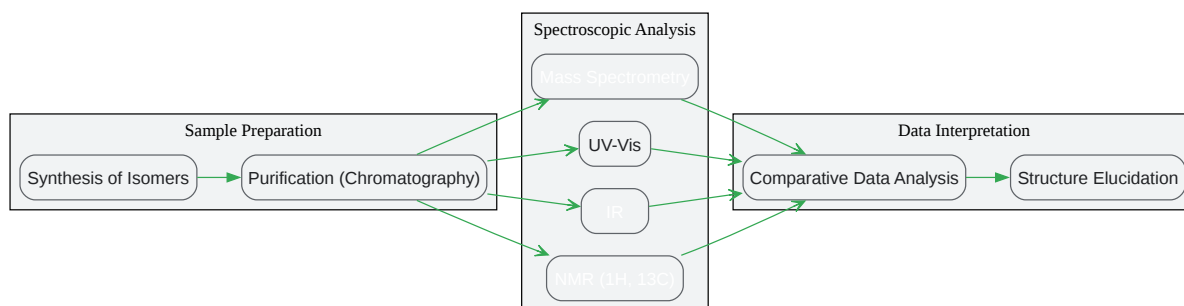 Sample Preparation
Synthesis of Isomers
Purification (Chromatography)
Spectroscopic Analysis
Mass Spectrometry
UV-Vis
IR
NMR (1H, 13C)
Data Interpretation
Comparative Data Analysis
Structure Elucidation